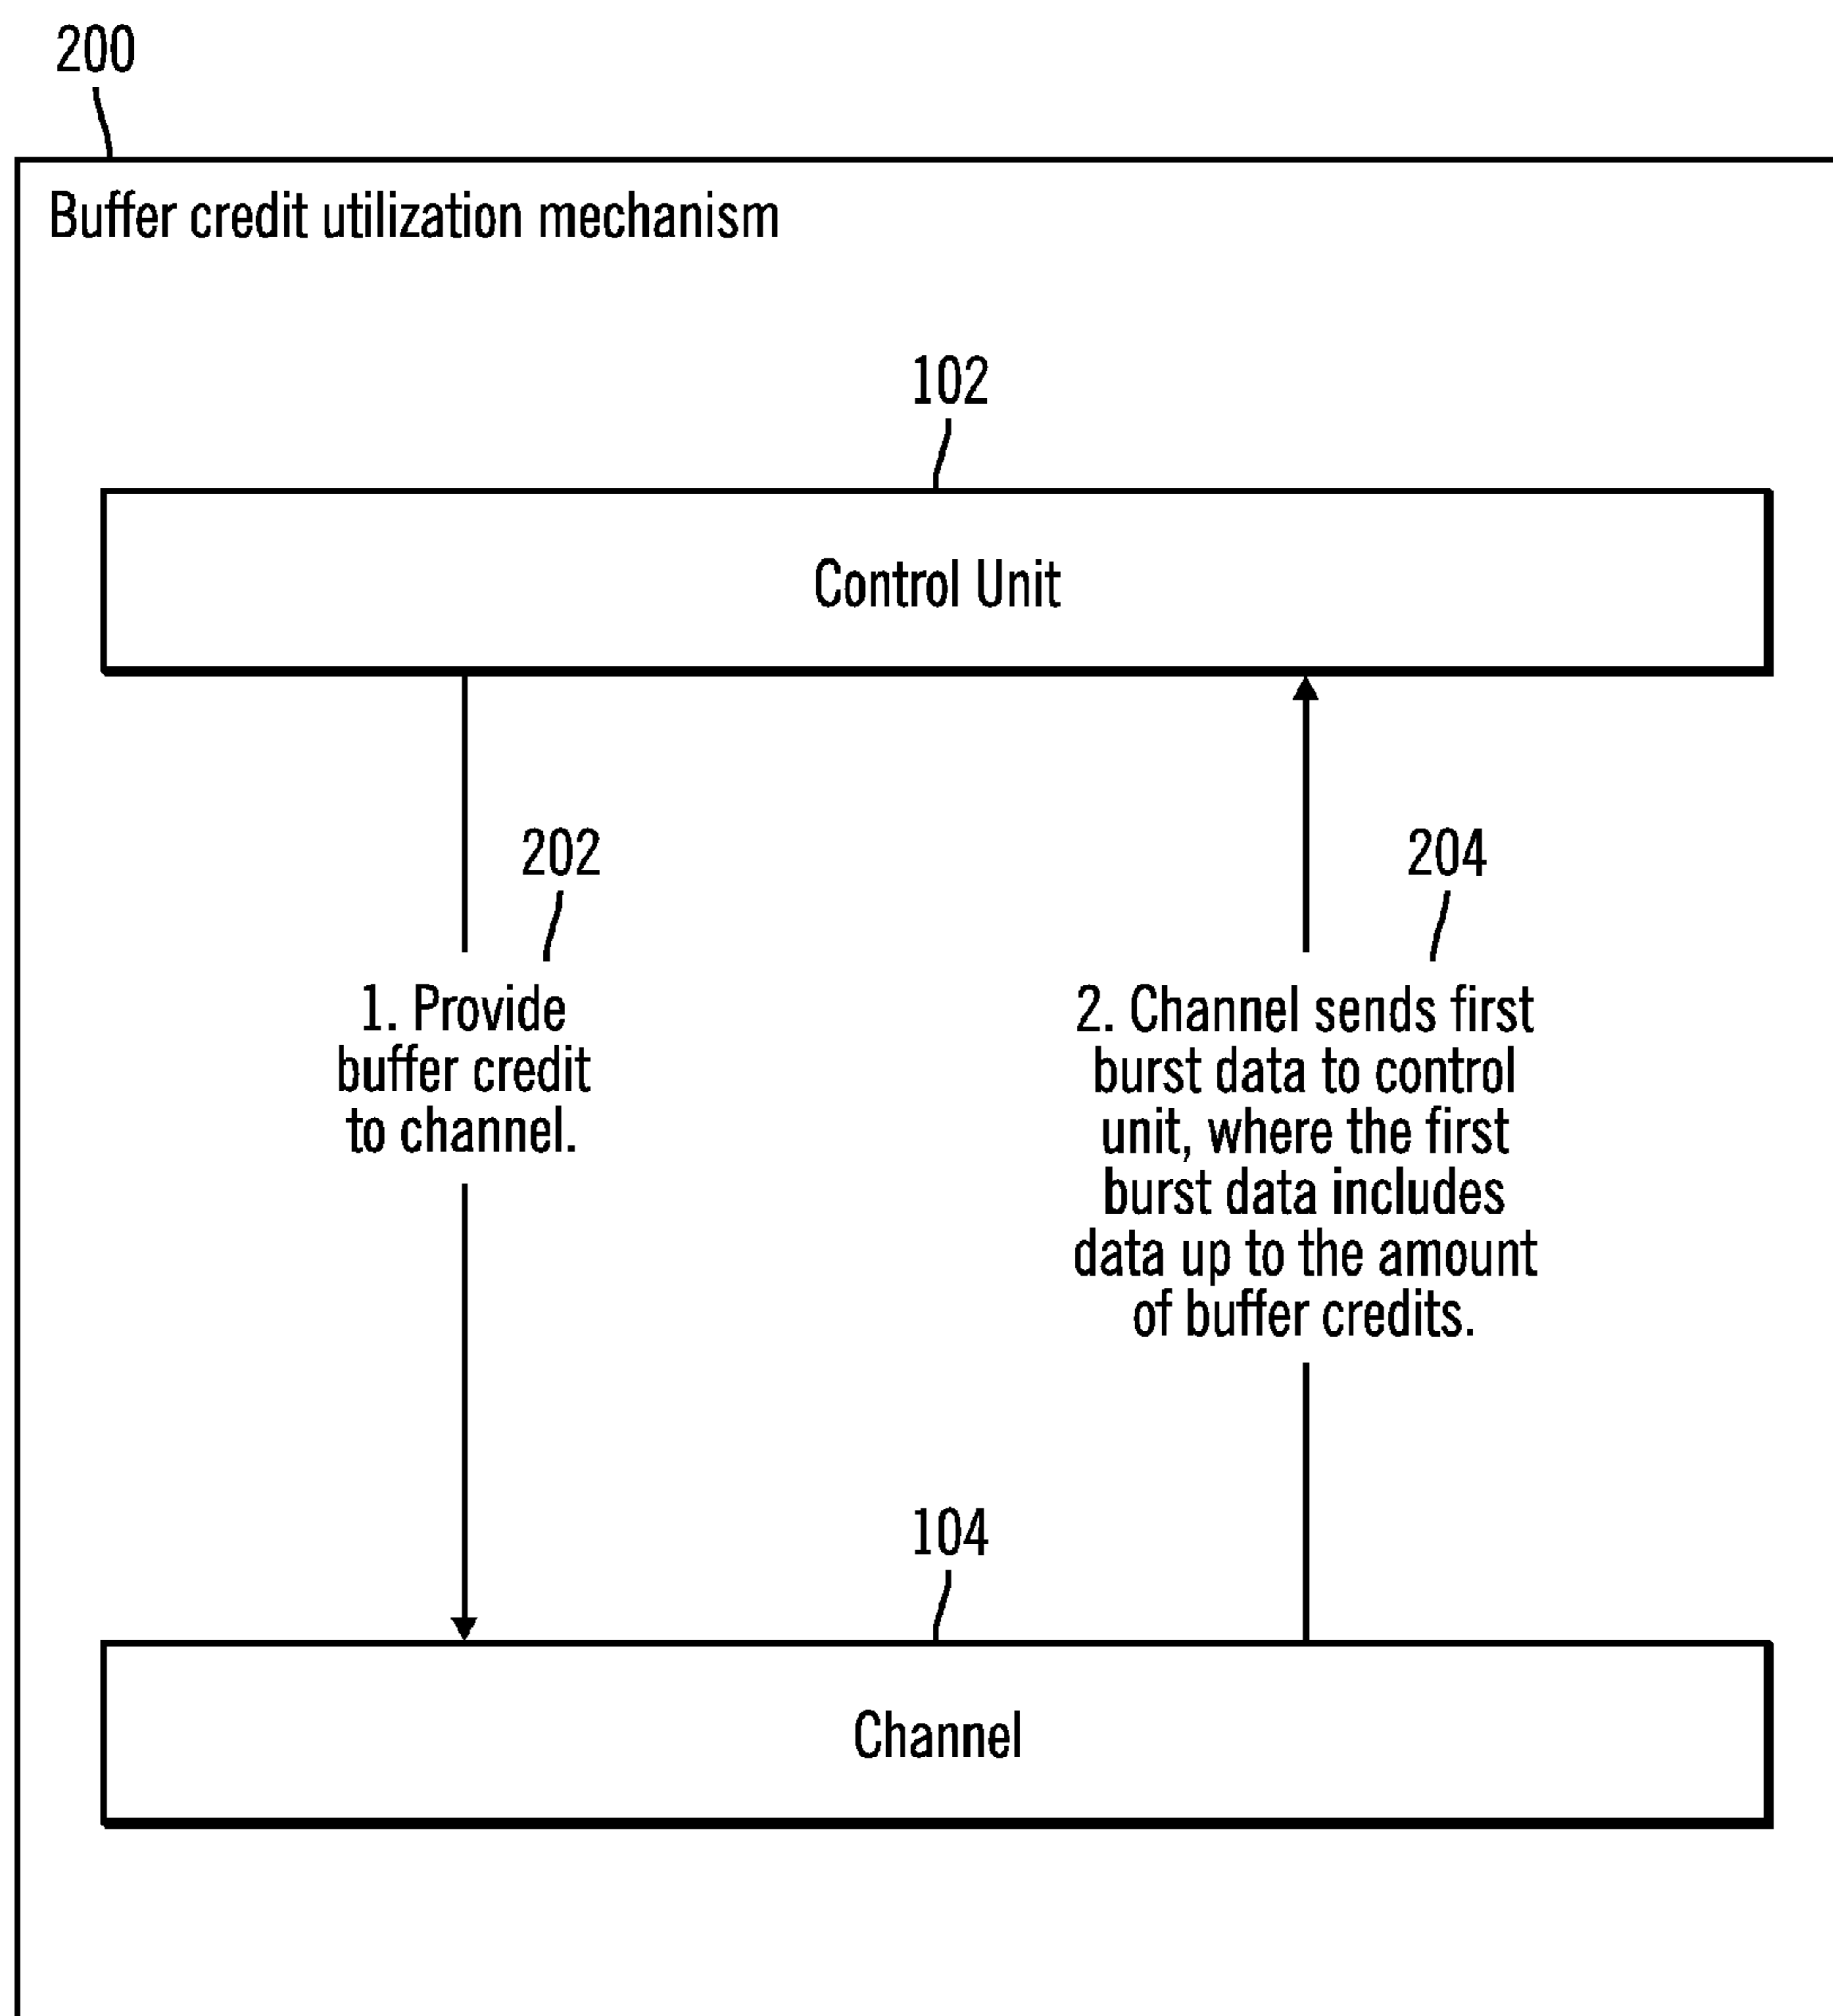 200
Buffer credit utilization mechanism
102
Control Unit
202
1. Provide
buffer credit
to channel.
204
2. Channel sends first
burst data to control
unit, where the first
burst data includes
data up to the amount
of buffer credits.
104
Channel